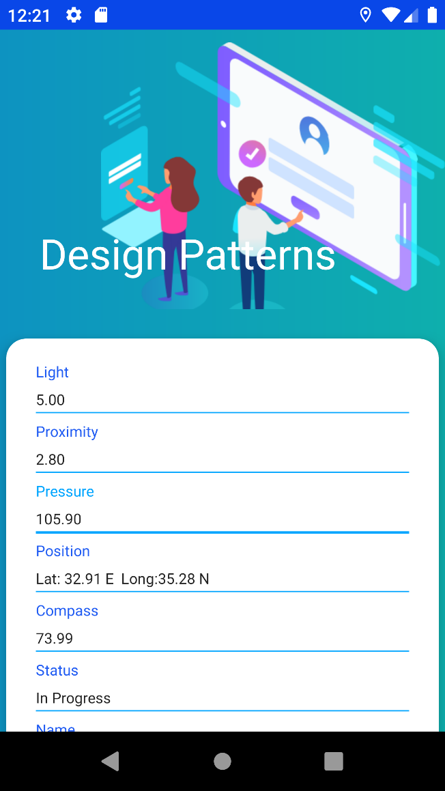 12:21
Design Patterns
Light
5.00
Proximity
2.80
Pressure
105.90
Position
Lat: 32.91 E  Long:35.28 N
Compass
73.99
Status
In Progress
Name